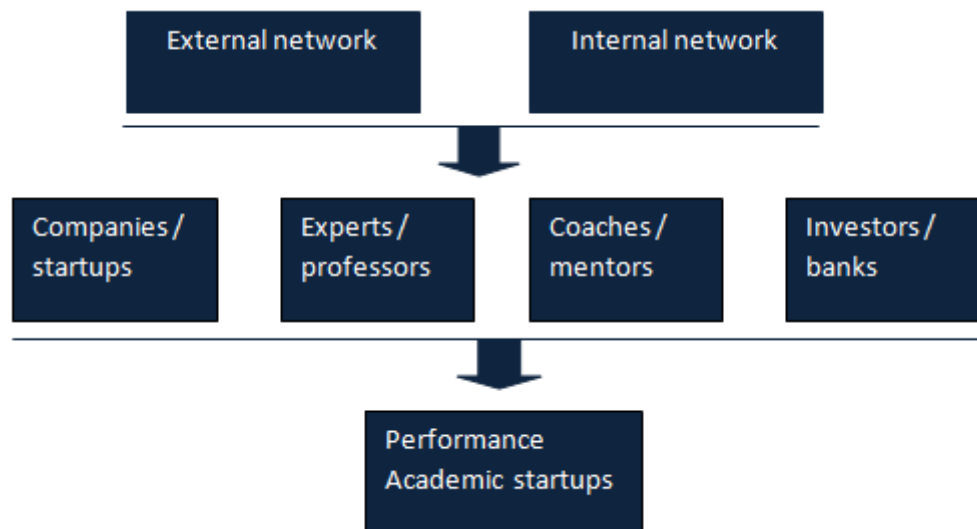 External network
Internal network
Companies /
startups
Experts /
professors
Coaches /
mentors
Investors /
banks
Performance
Academic startups